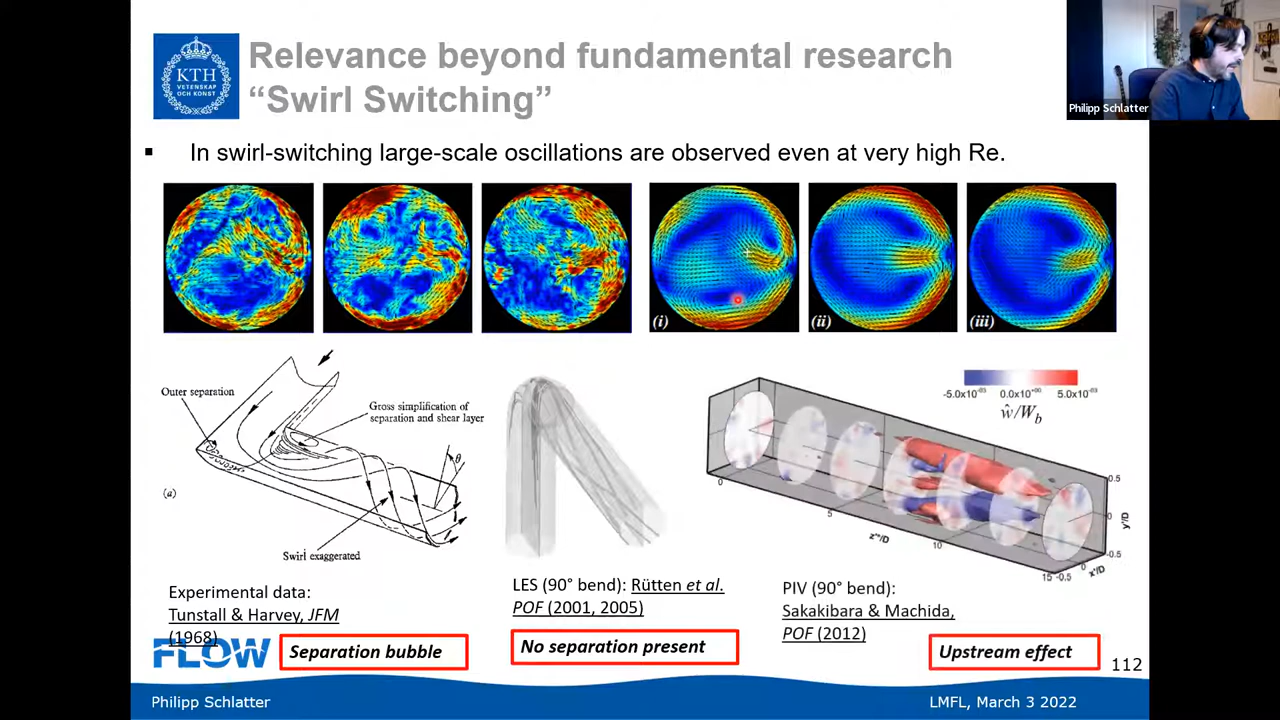 Relevance beyond fundamental research
“Swirl Switching”
KTH
VETENSKAP
OCH KONST
Philipp Schlatter
▪ In swirl-switching large-scale oscillations are observed even at very high Re.
(i)
(ii)
(iii)
Outer separation
Gross simplification of
separation and shear layer
θ
(a)
Swirl exaggerated
-5.0x10⁻⁰³ 0.0x10⁺⁰⁰ 5.0x10⁻⁰³
ŵ/W_b
0
5
10
15
z''/D
-0.5
0
x'/D
0.5
0
-0.5
y'/D
Experimental data:
Tunstall & Harvey, JFM
(1968)
LES (90° bend): Rütten et al.
POF (2001, 2005)
PIV (90° bend):
Sakakibara & Machida,
POF (2012)
FLOW
Separation bubble
No separation present
Upstream effect
112
Philipp Schlatter
LMFL, March 3 2022